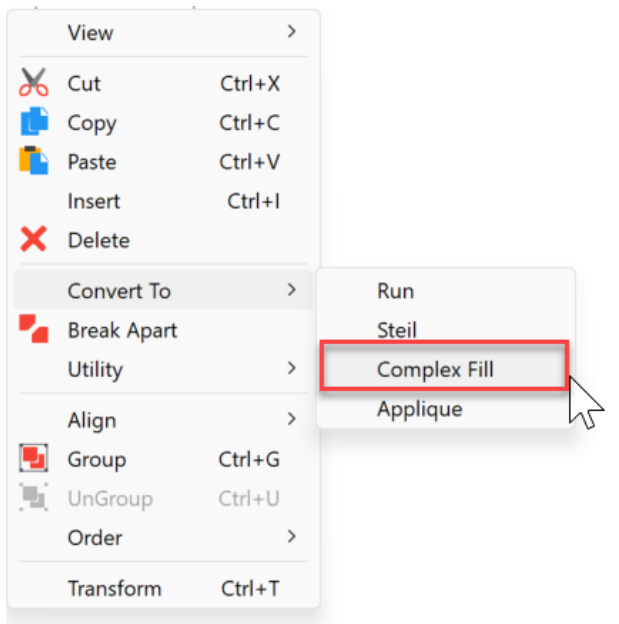 View
Cut Ctrl+X
Copy Ctrl+C
Paste Ctrl+V
Insert Ctrl+I
Delete
Convert To
Break Apart
Utility
Align
Group Ctrl+G
UnGroup Ctrl+U
Order
Transform Ctrl+T
Run
Steil
Complex Fill
Applique